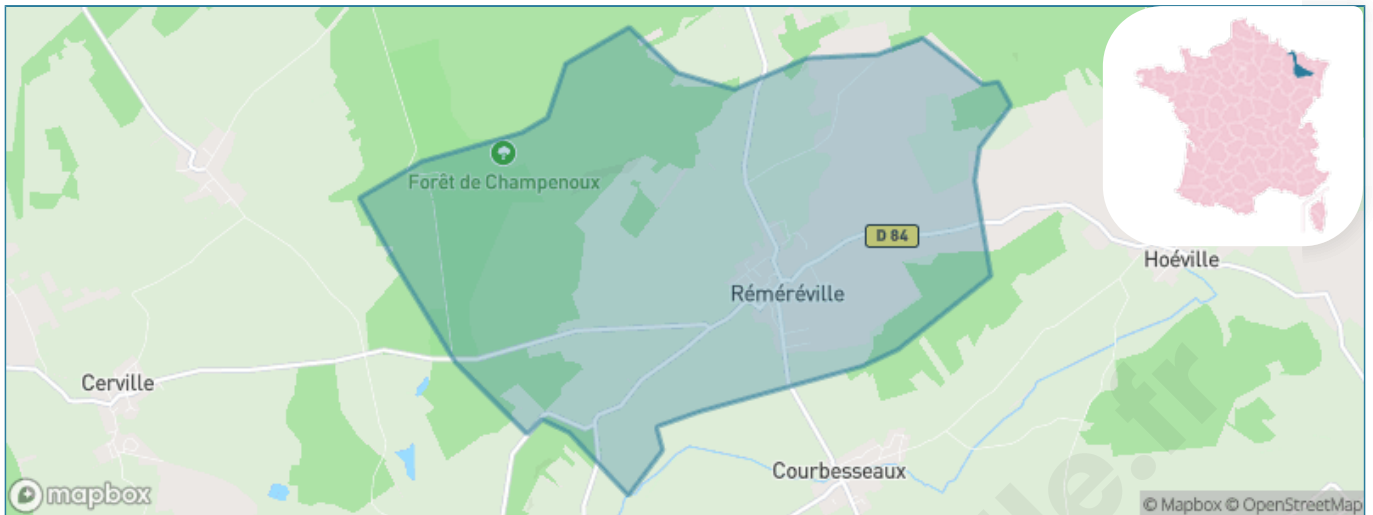 Forêt de Champenoux
D 84
Hoéville
Réméréville
Cerville
Courbesseaux
mapbox
© Mapbox © OpenStreetMap